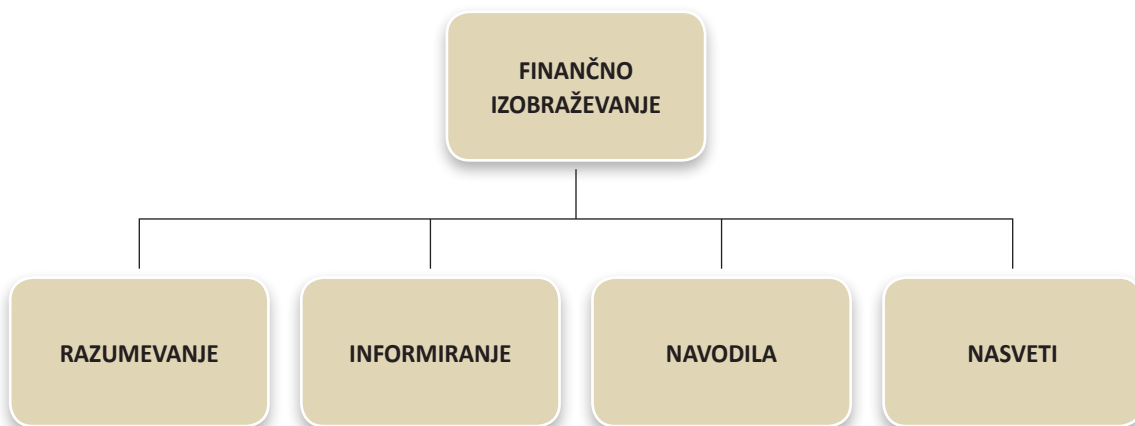 FINANČNO
IZOBRAŽEVANJE
RAZUMEVANJE
INFORMIRANJE
NAVODILA
NASVETI